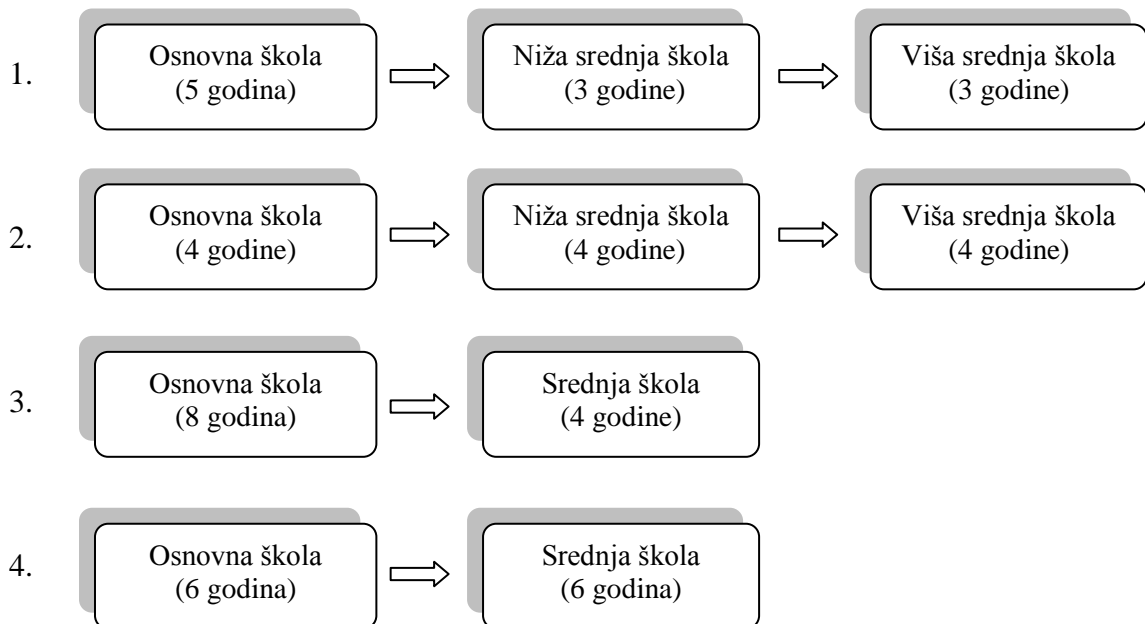 1.
Osnovna škola
(5 godina)
Niža srednja škola
(3 godine)
Viša srednja škola
(3 godine)
2.
Osnovna škola
(4 godine)
Niža srednja škola
(4 godine)
Viša srednja škola
(4 godine)
3.
Osnovna škola
(8 godina)
Srednja škola
(4 godine)
4.
Osnovna škola
(6 godina)
Srednja škola
(6 godina)